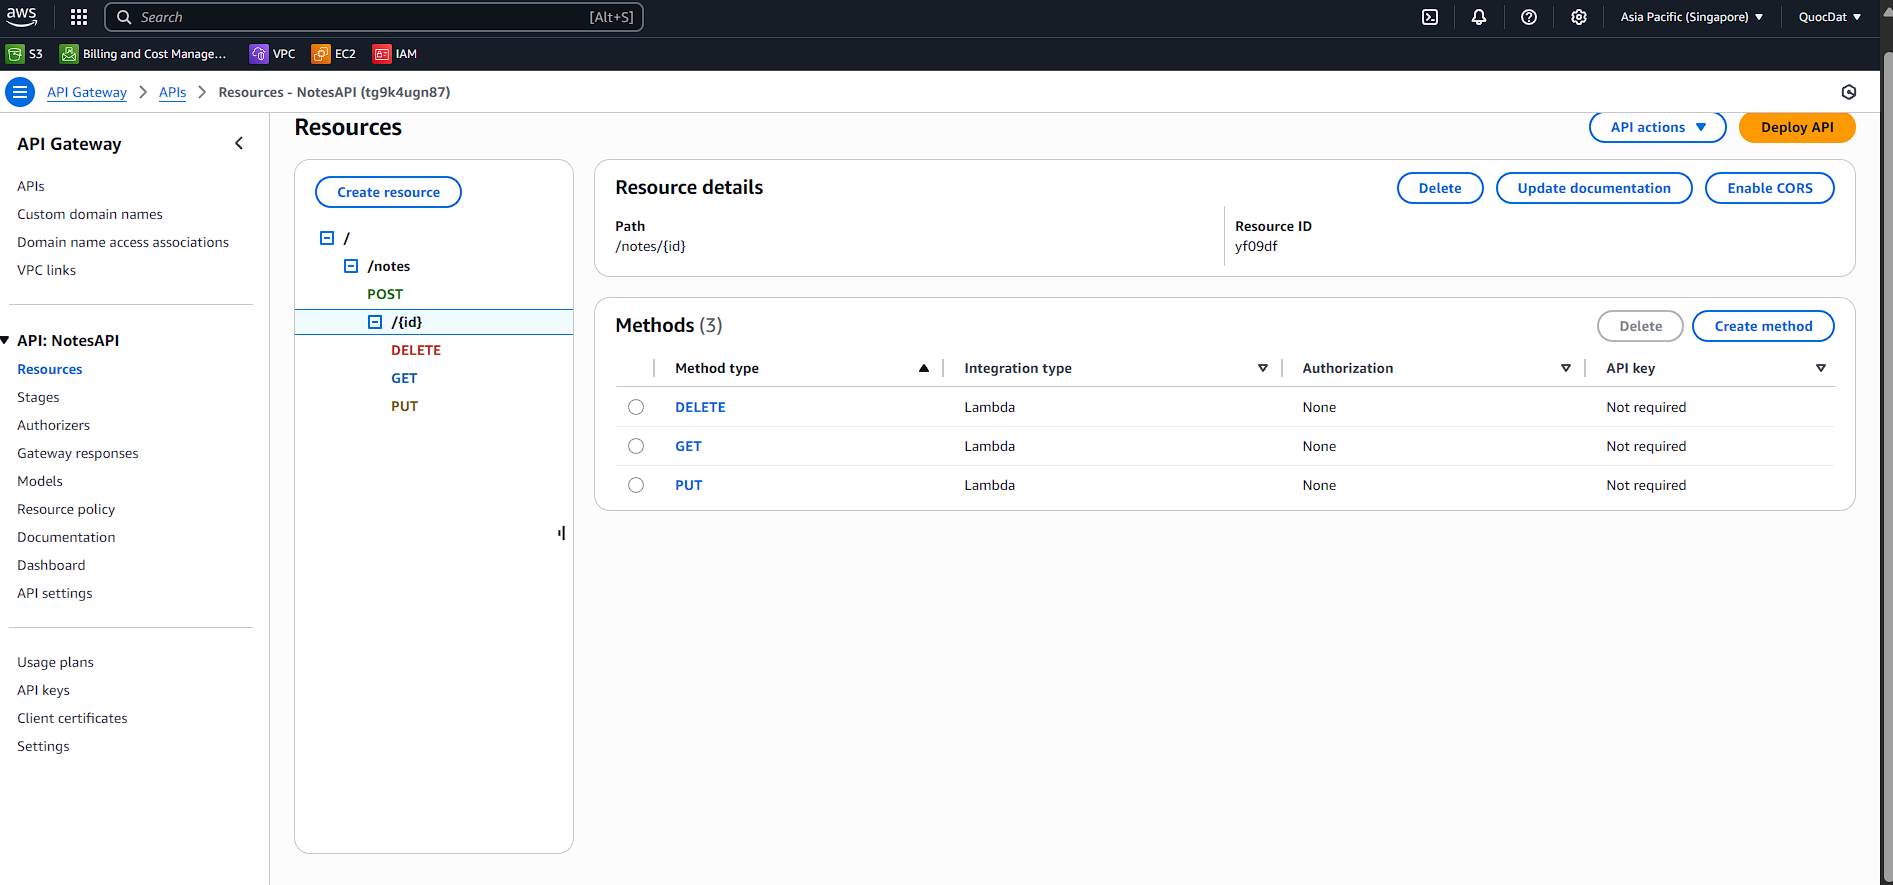 aws
Search [Alt+S]
Asia Pacific (Singapore)
QuocDat
S3
Billing and Cost Manage...
VPC
EC2
IAM
API Gateway
APIs
Resources - NotesAPI (tg9k4ugn87)
API Gateway
APIs
Custom domain names
Domain name access associations
VPC links
API: NotesAPI
Resources
Stages
Authorizers
Gateway responses
Models
Resource policy
Documentation
Dashboard
API settings
Usage plans
API keys
Client certificates
Settings
Resources
API actions
Deploy API
Create resource
/
/notes
POST
/{id}
DELETE
GET
PUT
Resource details
Delete
Update documentation
Enable CORS
Path
/notes/{id}
Resource ID
yf09df
Methods (3)
Delete
Create method
Method type Integration type Authorization API key
DELETE Lambda None Not required
GET Lambda None Not required
PUT Lambda None Not required